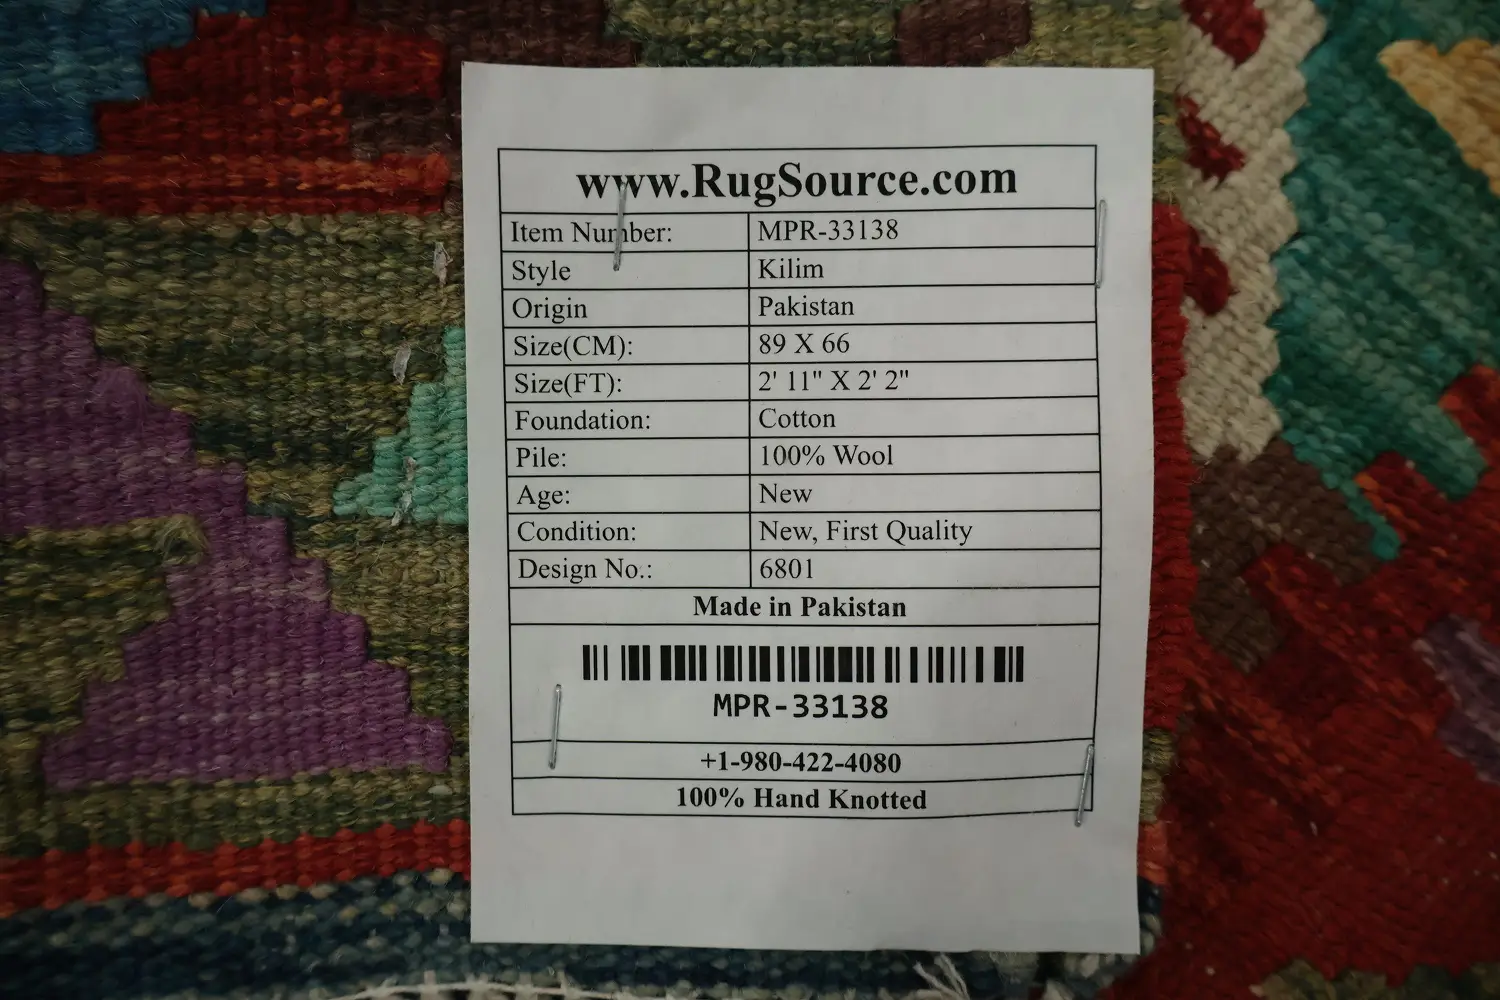 www.RugSource.com
Item Number: MPR-33138
Style Kilim
Origin Pakistan
Size(CM): 89 X 66
Size(FT): 2' 11" X 2' 2"
Foundation: Cotton
Pile: 100% Wool
Age: New
Condition: New, First Quality
Design No.: 6801
Made in Pakistan
MPR-33138
+1-980-422-4080
100% Hand Knotted